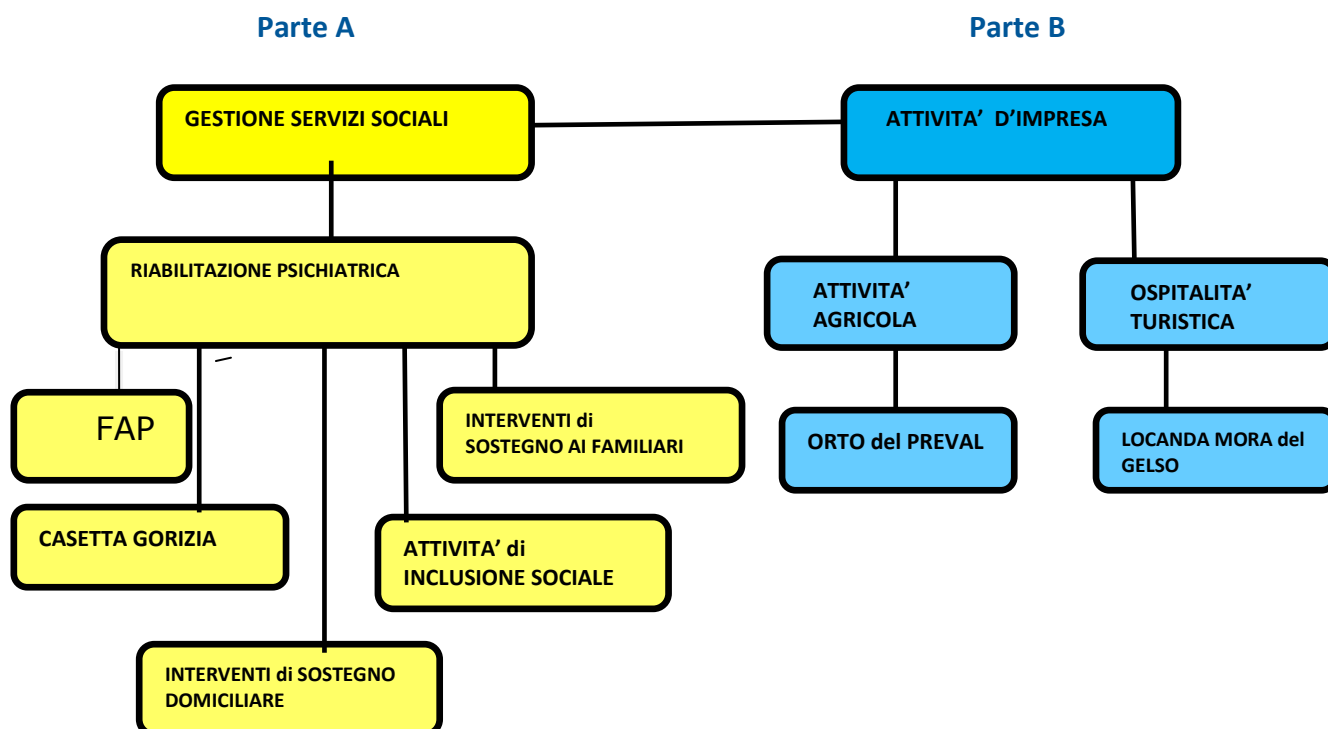 Parte A
Parte B
GESTIONE SERVIZI SOCIALI
ATTIVITA’ D’IMPRESA
RIABILITAZIONE PSICHIATRICA
ATTIVITA’
AGRICOLA
OSPITALITA’
TURISTICA
FAP
INTERVENTI di
SOSTEGNO AI FAMILIARI
ORTO del PREVAL
LOCANDA MORA del
GELSO
CASETTA GORIZIA
ATTIVITA’ di
INCLUSIONE SOCIALE
INTERVENTI di SOSTEGNO
DOMICILIARE